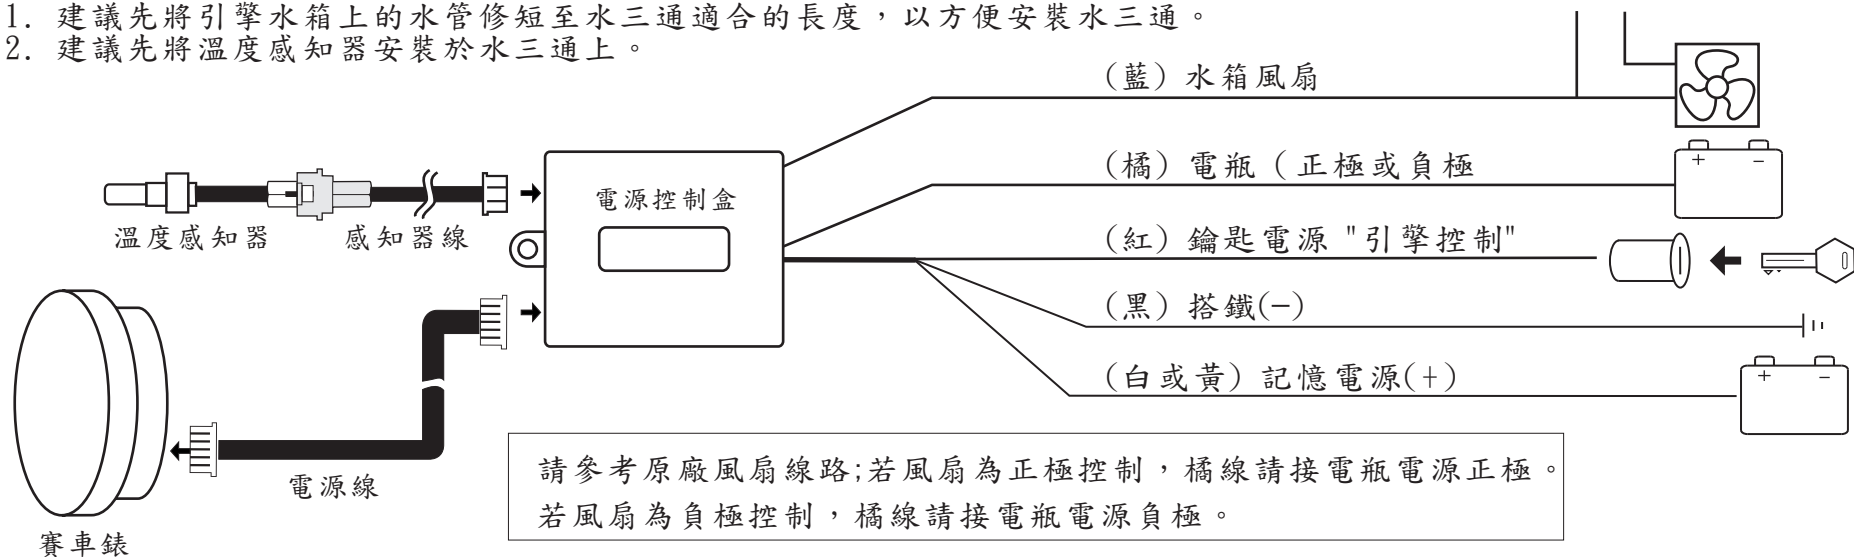 1. 建議先將引擎水箱上的水管修短至水三通適合的長度，以方便安裝水三通。
2. 建議先將溫度感知器安裝於水三通上。
(藍) 水箱風扇
(橘) 電瓶 (正極或負極
+ −
電源控制盒
溫度感知器
感知器線
(紅) 鑰匙電源 "引擎控制"
(黑) 搭鐵(−)
(白或黃) 記憶電源(+)
+ −
電源線
賽車錶
請參考原廠風扇線路;若風扇為正極控制，橘線請接電瓶電源正極。
若風扇為負極控制，橘線請接電瓶電源負極。